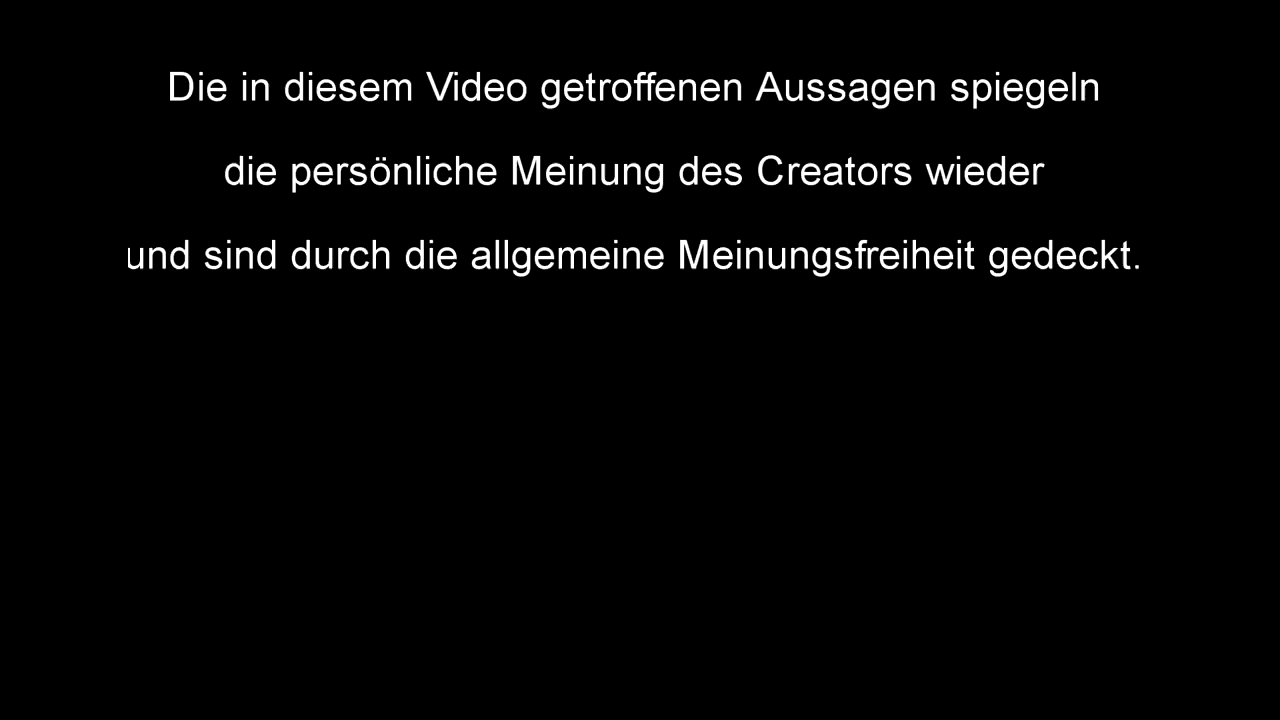 Die in diesem Video getroffenen Aussagen spiegeln
die persönliche Meinung des Creators wieder
und sind durch die allgemeine Meinungsfreiheit gedeckt.